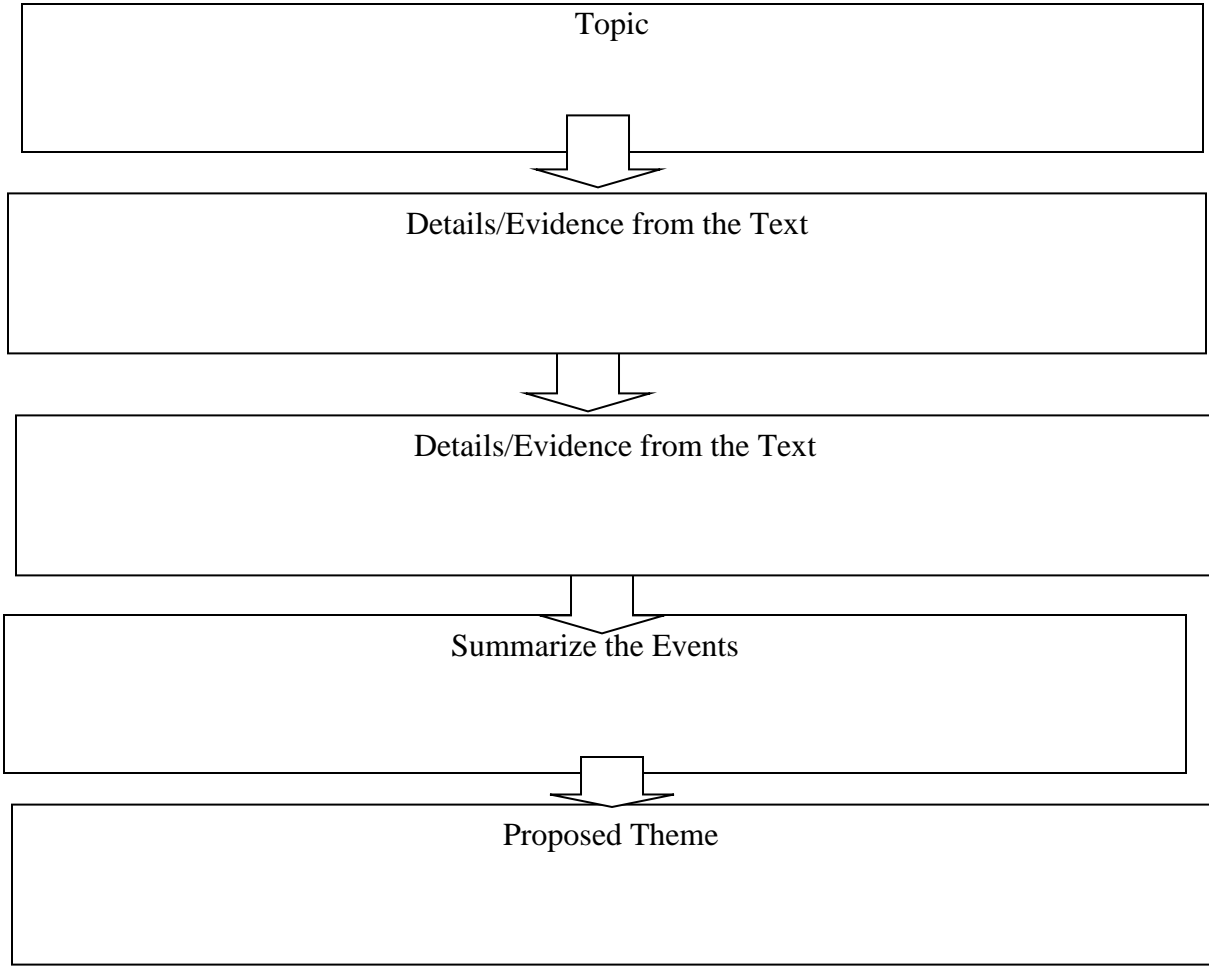 Topic
Details/Evidence from the Text
Details/Evidence from the Text
Summarize the Events
Proposed Theme